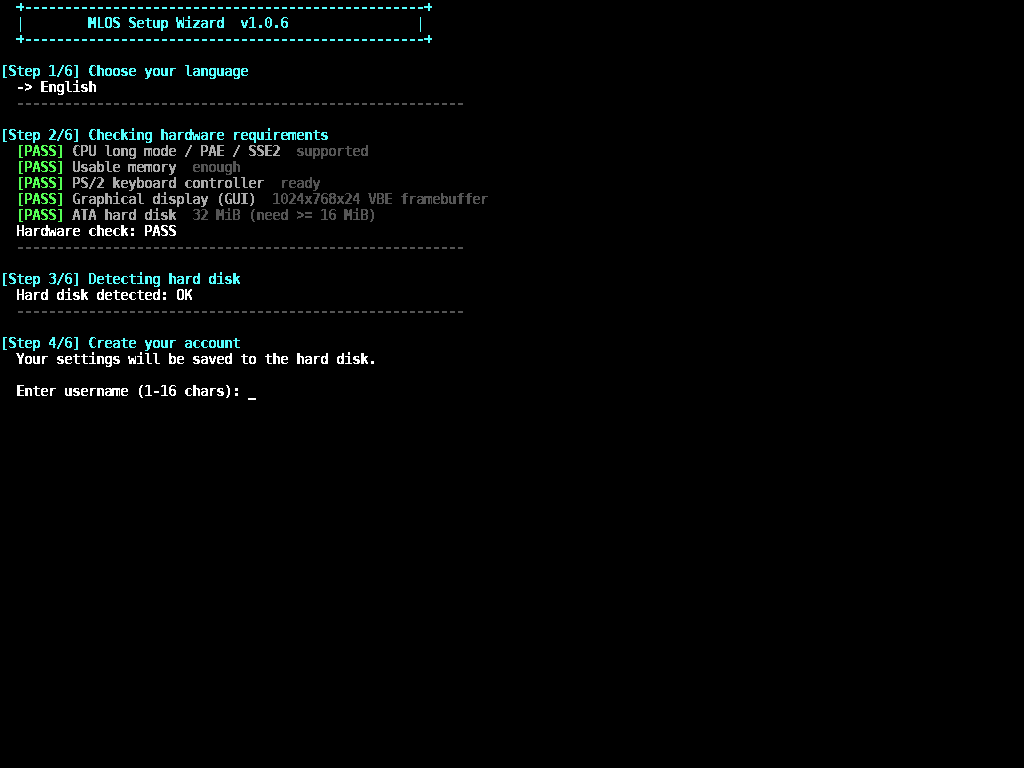 +--------------------------------------------------+
|        MLOS Setup Wizard  v1.0.6                |
+--------------------------------------------------+
[Step 1/6] Choose your language
-> English
--------------------------------------------------------
[Step 2/6] Checking hardware requirements
[PASS] CPU long mode / PAE / SSE2  supported
[PASS] Usable memory  enough
[PASS] PS/2 keyboard controller  ready
[PASS] Graphical display (GUI)  1024x768x24 VBE framebuffer
[PASS] ATA hard disk  32 MiB (need >= 16 MiB)
Hardware check: PASS
--------------------------------------------------------
[Step 3/6] Detecting hard disk
Hard disk detected: OK
--------------------------------------------------------
[Step 4/6] Create your account
Your settings will be saved to the hard disk.
Enter username (1-16 chars): _